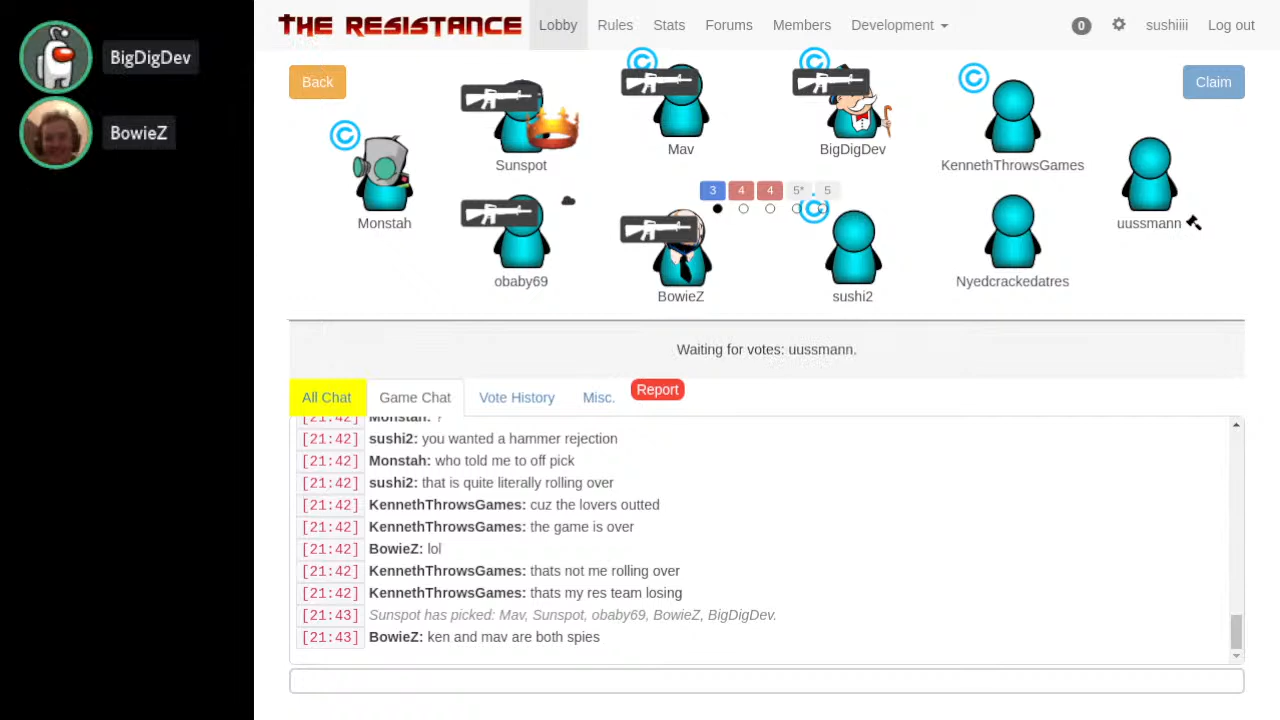 BigDigDev
BowieZ
THE RESISTANCE
Lobby
Rules
Stats
Forums
Members
Development
0
sushiiii
Log out
Back
Claim
Monstah
Sunspot
Mav
BigDigDev
KennethThrowsGames
uussmann
obaby69
BowieZ
sushi2
Nyedcrackedatres
3 4 4 5* 5
Waiting for votes: uussmann.
All Chat
Game Chat
Vote History
Misc.
Report
[21:42] Monstah: ?
[21:42] sushi2: you wanted a hammer rejection
[21:42] Monstah: who told me to off pick
[21:42] sushi2: that is quite literally rolling over
[21:42] KennethThrowsGames: cuz the lovers outted
[21:42] KennethThrowsGames: the game is over
[21:42] BowieZ: lol
[21:42] KennethThrowsGames: thats not me rolling over
[21:42] KennethThrowsGames: thats my res team losing
[21:43] Sunspot has picked: Mav, Sunspot, obaby69, BowieZ, BigDigDev.
[21:43] BowieZ: ken and mav are both spies